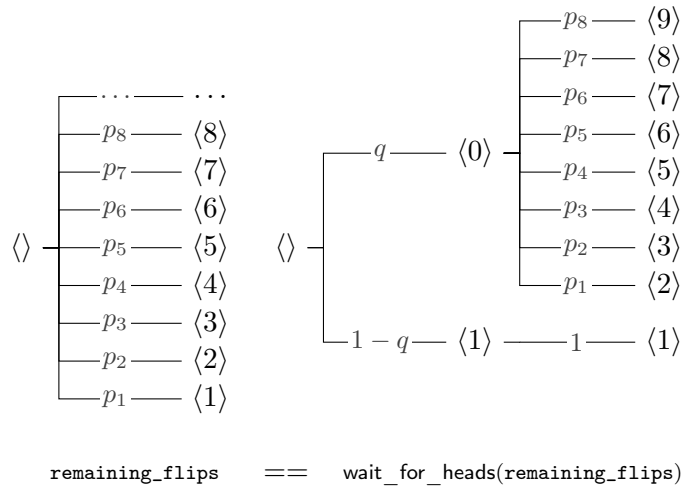 p₈ ⟨9⟩
p₇ ⟨8⟩
··· ··· p₆ ⟨7⟩
p₈ ⟨8⟩ p₅ ⟨6⟩
q ⟨0⟩
p₇ ⟨7⟩ p₄ ⟨5⟩
p₆ ⟨6⟩ p₃ ⟨4⟩
⟨⟩ p₅ ⟨5⟩ ⟨⟩ p₂ ⟨3⟩
p₄ ⟨4⟩ p₁ ⟨2⟩
p₃ ⟨3⟩ 1 − q ⟨1⟩ 1 ⟨1⟩
p₂ ⟨2⟩
p₁ ⟨1⟩
remaining_flips == wait_for_heads(remaining_flips)